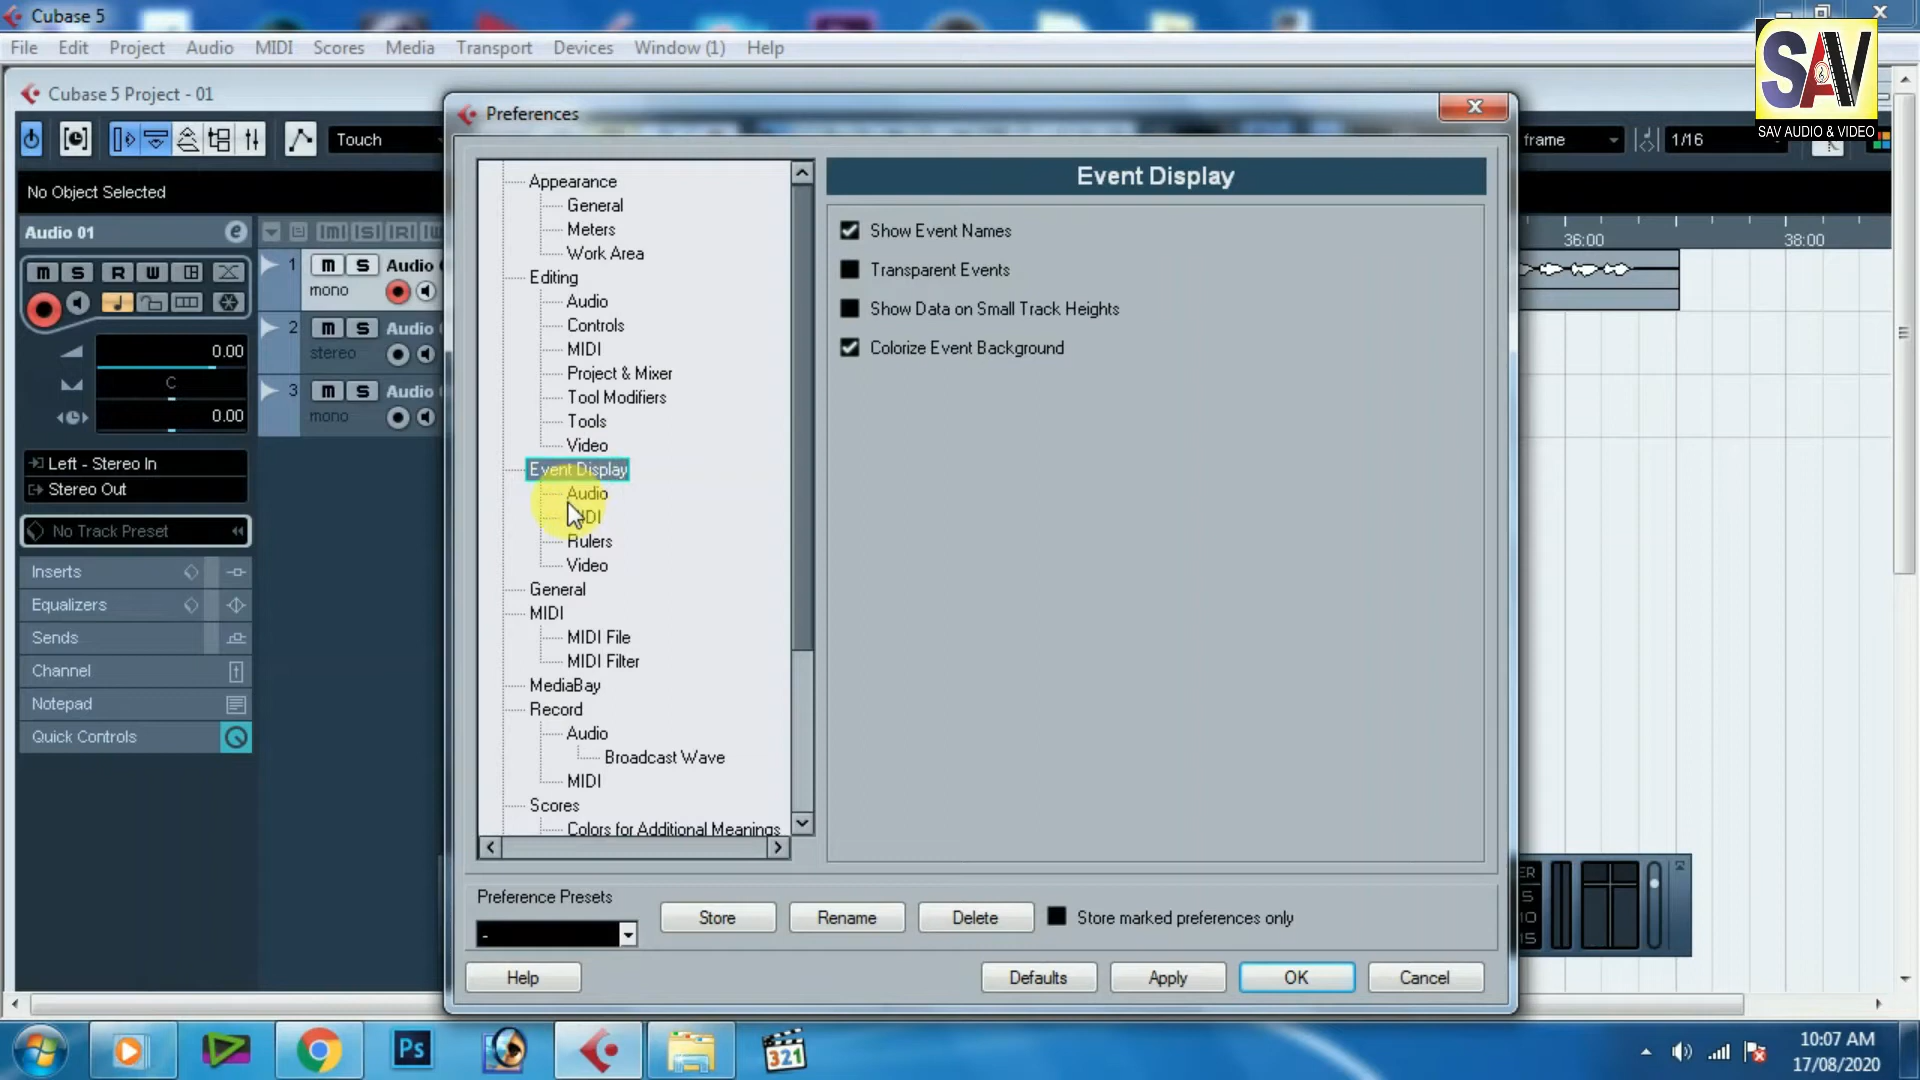 Cubase 5
File Edit Project Audio MIDI Scores Media Transport Devices Window (1) Help
SAV
SAV AUDIO & VIDEO
Cubase 5 Project - 01
Touch
frame
1/16
No Object Selected
36:00
38:00
Audio 01
M S R W
1 M S Audio
mono
2 M S Audio
stereo
3 M S Audio
mono
0.00
C
0.00
Left - Stereo In
Stereo Out
No Track Preset
Inserts
Equalizers
Sends
Channel
Notepad
Quick Controls
Preferences
Appearance
General
Meters
Work Area
Editing
Audio
Controls
MIDI
Project & Mixer
Tool Modifiers
Tools
Video
Event Display
Audio
MIDI
Rulers
Video
General
MIDI
MIDI File
MIDI Filter
MediaBay
Record
Audio
Broadcast Wave
MIDI
Scores
Colors for Additional Meanings
Event Display
Show Event Names
Transparent Events
Show Data on Small Track Heights
Colorize Event Background
Preference Presets
-
Store Rename Delete Store marked preferences only
Help Defaults Apply OK Cancel
Ps
321
10:07 AM
17/08/2020